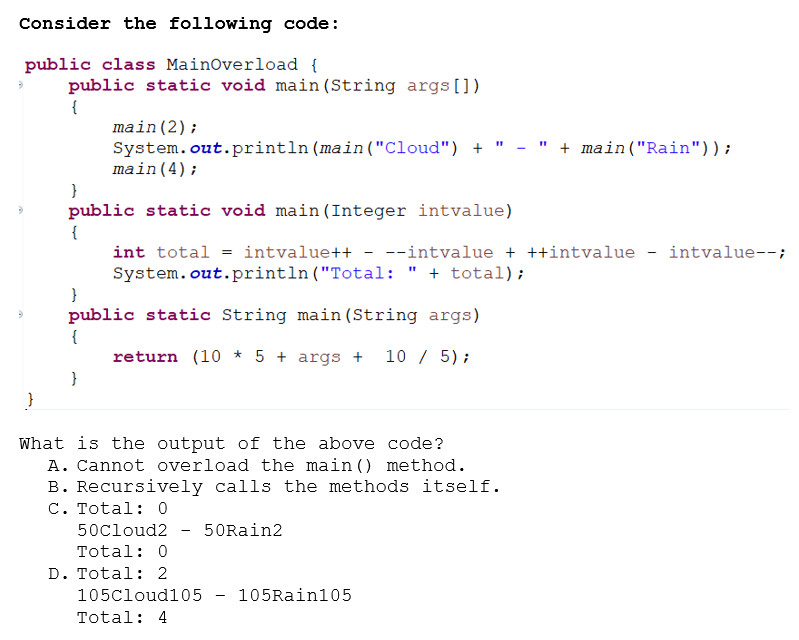 Consider the following code:
public class MainOverload {
public static void main(String args[])
{
main(2);
System.out.println(main("Cloud") + " - " + main("Rain"));
main(4);
}
public static void main(Integer intvalue)
{
int total = intvalue++ - --intvalue + ++intvalue - intvalue--;
System.out.println("Total: " + total);
}
public static String main(String args)
{
return (10 * 5 + args +  10 / 5);
}
}
What is the output of the above code?
A. Cannot overload the main() method.
B. Recursively calls the methods itself.
C. Total: 0
50Cloud2 - 50Rain2
Total: 0
D. Total: 2
105Cloud105 - 105Rain105
Total: 4